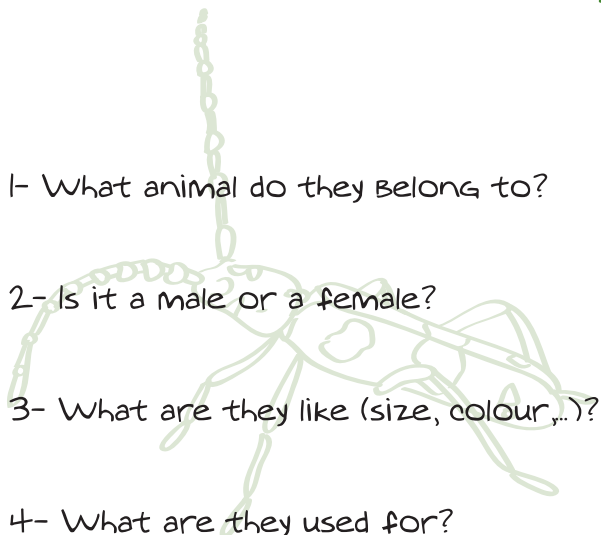 1- What animal do they Belong to?
2- Is it a male or a female?
3- What are they like (size, colour,..)?
4- What are they used for?